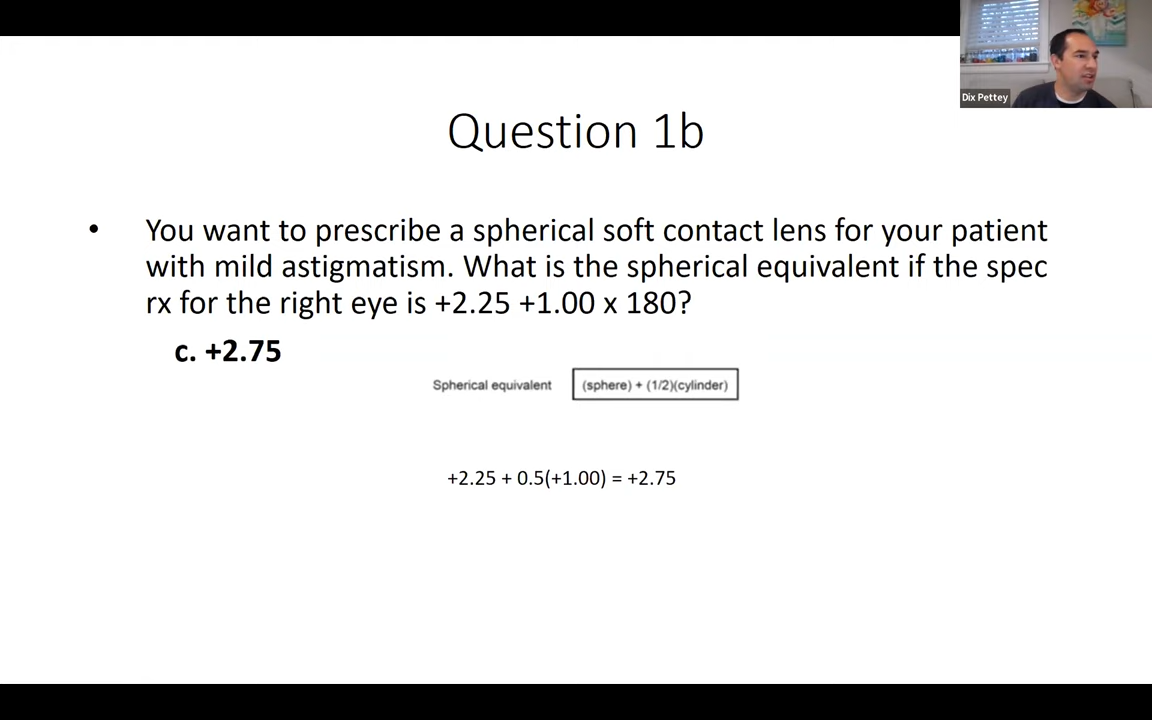 Dix Pettey
Question 1b
• You want to prescribe a spherical soft contact lens for your patient
with mild astigmatism. What is the spherical equivalent if the spec
rx for the right eye is +2.25 +1.00 x 180?
c. +2.75
Spherical equivalent (sphere) + (1/2)(cylinder)
+2.25 + 0.5(+1.00) = +2.75